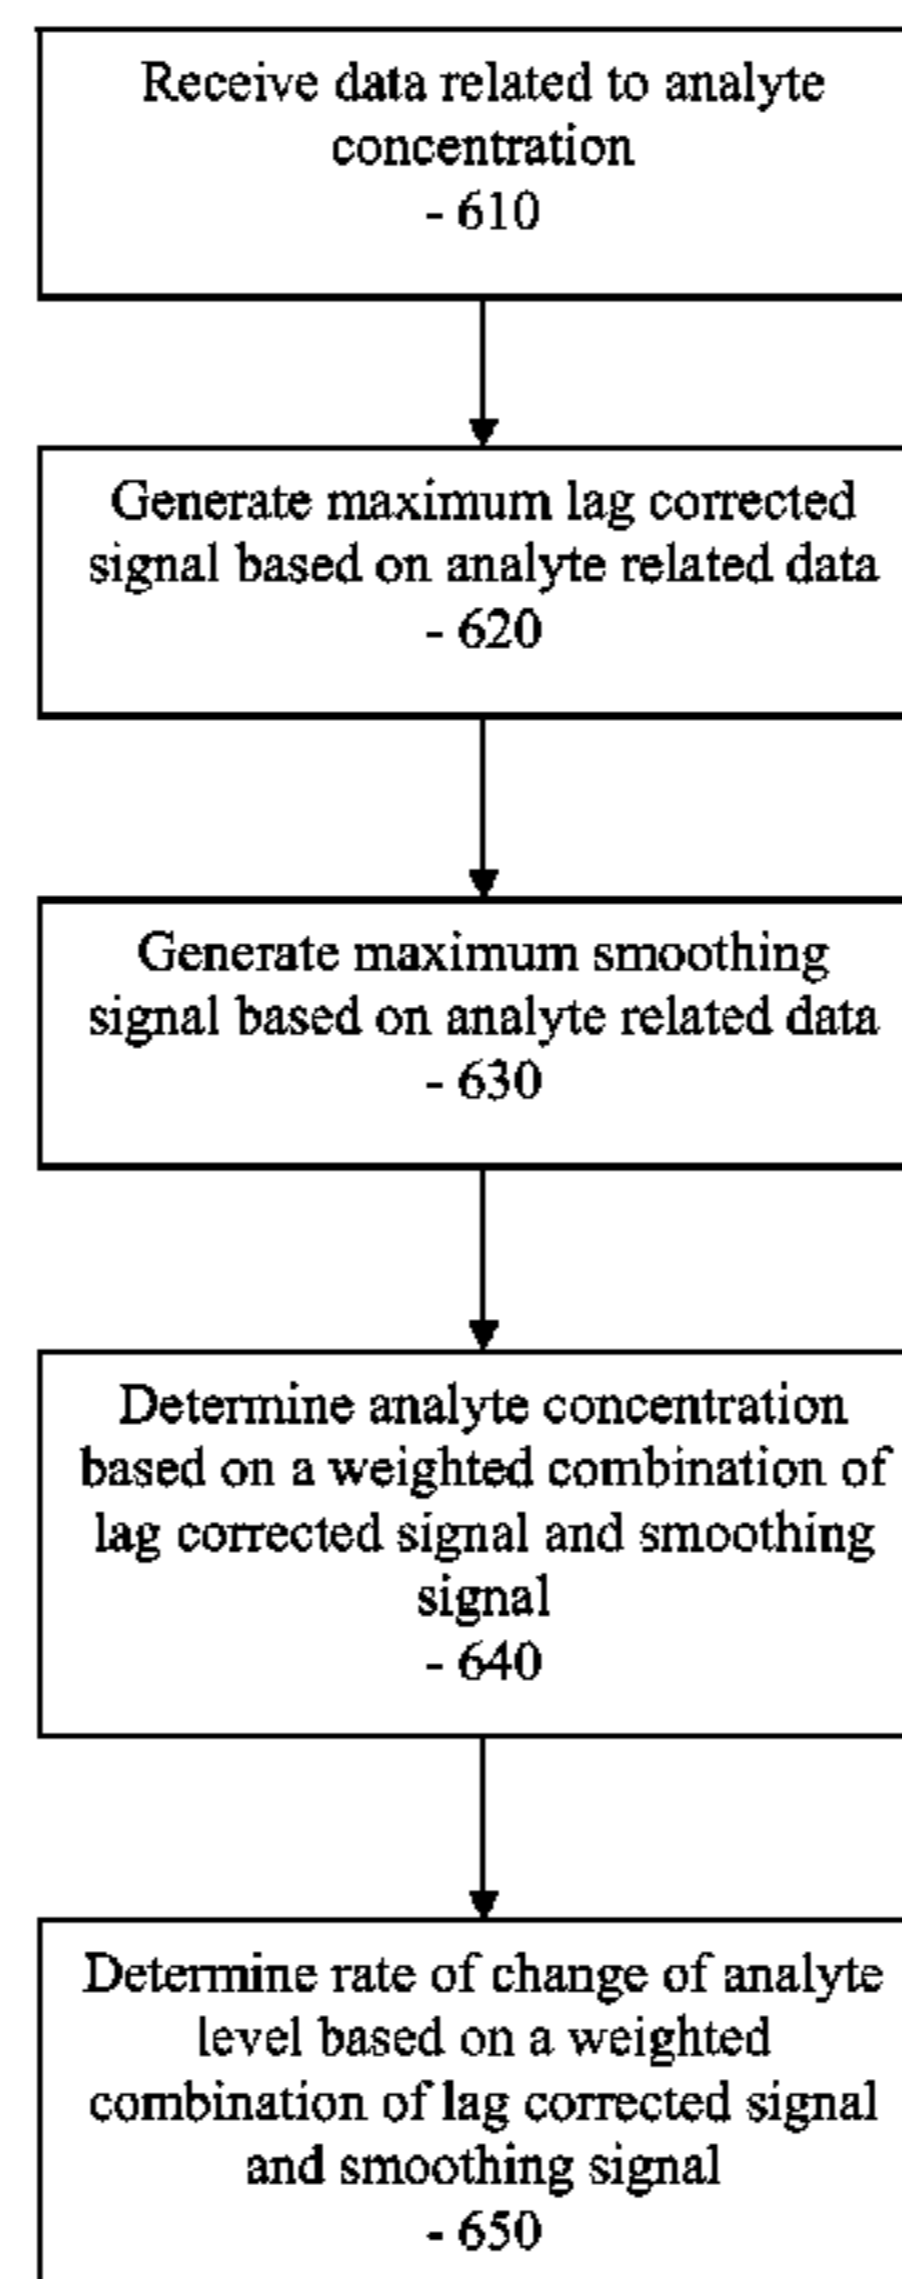 Receive data related to analyte
concentration
- 610
Generate maximum lag corrected
signal based on analyte related data
- 620
Generate maximum smoothing
signal based on analyte related data
- 630
Determine analyte concentration
based on a weighted combination of
lag corrected signal and smoothing
signal
- 640
Determine rate of change of analyte
level based on a weighted
combination of lag corrected signal
and smoothing signal
- 650